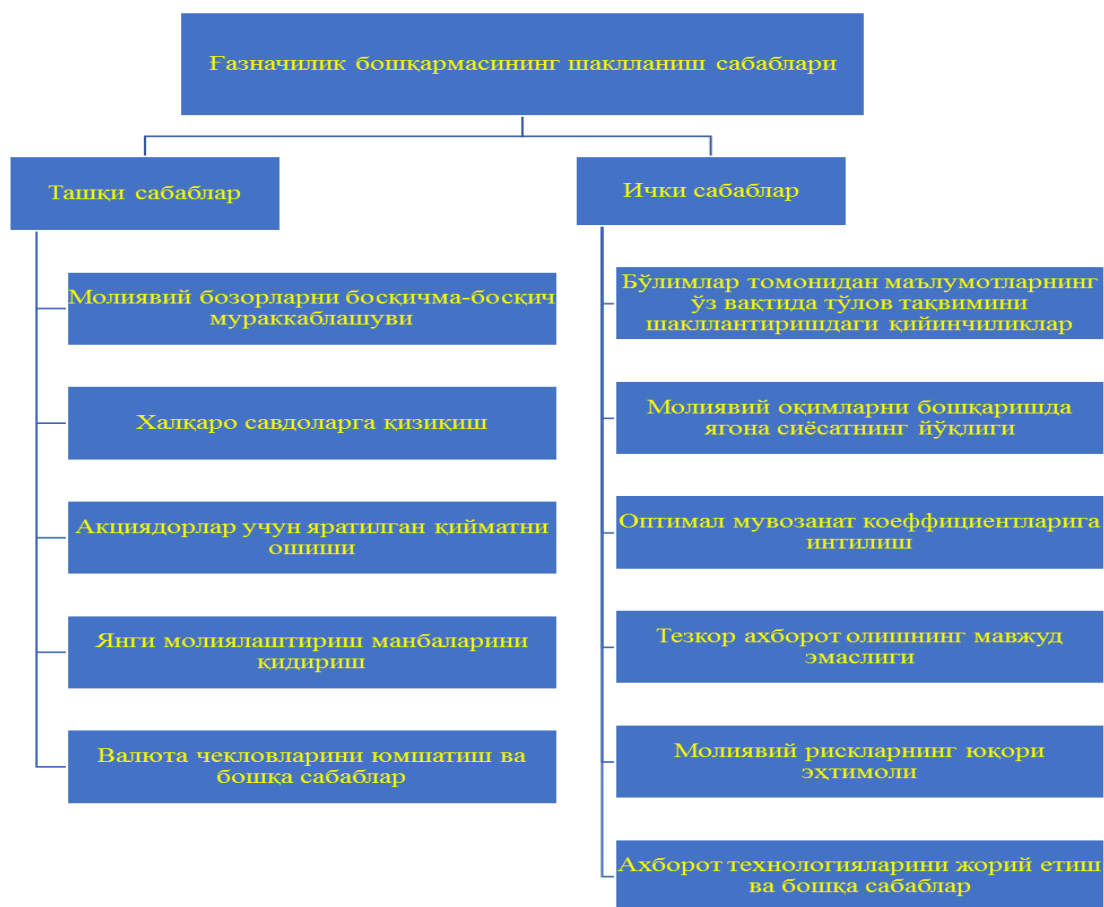 Ғазначилик бошқармасининг шаклланиш сабаблари
Ташқи сабаблар
Молиявий бозорларни босқичма-босқич
мураккаблашуви
Халқаро савдоларга қизиқиш
Акциядорлар учун яратилган қийматни
ошиши
Янги молиялаштириш манбаларини
қидириш
Валюта чекловларини юмшатиш ва
бошқа сабаблар
Ички сабаблар
Бўлимлар томонидан маълумотларнинг
ўз вақтида тўлов тақвимини
шакллантиришдаги қийинчиликлар
Молиявий оқимларни бошқаришда
ягона сиёсатнинг йўқлиги
Оптимал мувозанат коеффициентларига
интилиш
Тезкор ахборот олишнинг мавжуд
эмаслиги
Молиявий рискларнинг юқори
эҳтимоли
Ахборот технологияларини жорий етиш
ва бошқа сабаблар